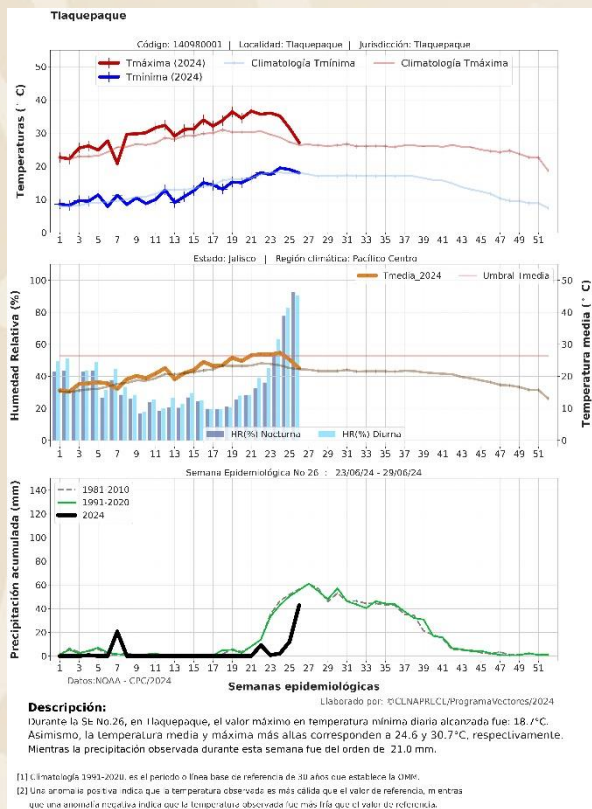 Tlaquepaque
Código: 140980001 | Localidad: Tlaquepaque | Jurisdicción: Tlaquepaque
Tmáxima (2024)
Tmínima (2024)
Climatología Tmínima
Climatología Tmáxima
Temperaturas (° C)
50
40
30
20
10
0
1 3 5 7 9 11 13 15 17 19 21 23 25 27 29 31 33 35 37 39 41 43 45 47 49 51
Estado: Jalisco | Región climática: Pacífico Centro
Tmedia_2024
Umbral Tmedia
Humedad Relativa (%)
100
80
60
40
20
0
Temperatura media (° C)
50
40
30
20
10
0
HR(%) Nocturna
HR(%) Diurna
1 3 5 7 9 11 13 15 17 19 21 23 25 27 29 31 33 35 37 39 41 43 45 47 49 51
Semana Epidemiológica No 26 : 23/06/24 - 29/06/24
1981-2010
1991-2020
2024
Precipitación acumulada (mm)
140
120
100
80
60
40
20
0
1 3 5 7 9 11 13 15 17 19 21 23 25 27 29 31 33 35 37 39 41 43 45 47 49 51
Datos:NOAA - CPC/2024
Semanas epidemiológicas
Elaborado por: ©CENAPRECE/ProgramaVectores/2024
Descripción:
Durante la SE No.26, en Tlaquepaque, el valor máximo en temperatura mínima diaria alcanzada fue: 18.7°C.
Asimismo, la temperatura media y máxima más altas corresponden a 24.6 y 30.7°C, respectivamente.
Mientras la precipitación observada durante esta semana fue del orden de 21.0 mm.
[1] Climatología 1991-2020, es el periodo o línea base de referencia de 30 años que establece la OMM.
[2] Una anomalía positiva indica que la temperatura observada es más cálida que el valor de referencia, mientras
que una anomalía negativa indica que la temperatura observada fue más fría que el valor de referencia.